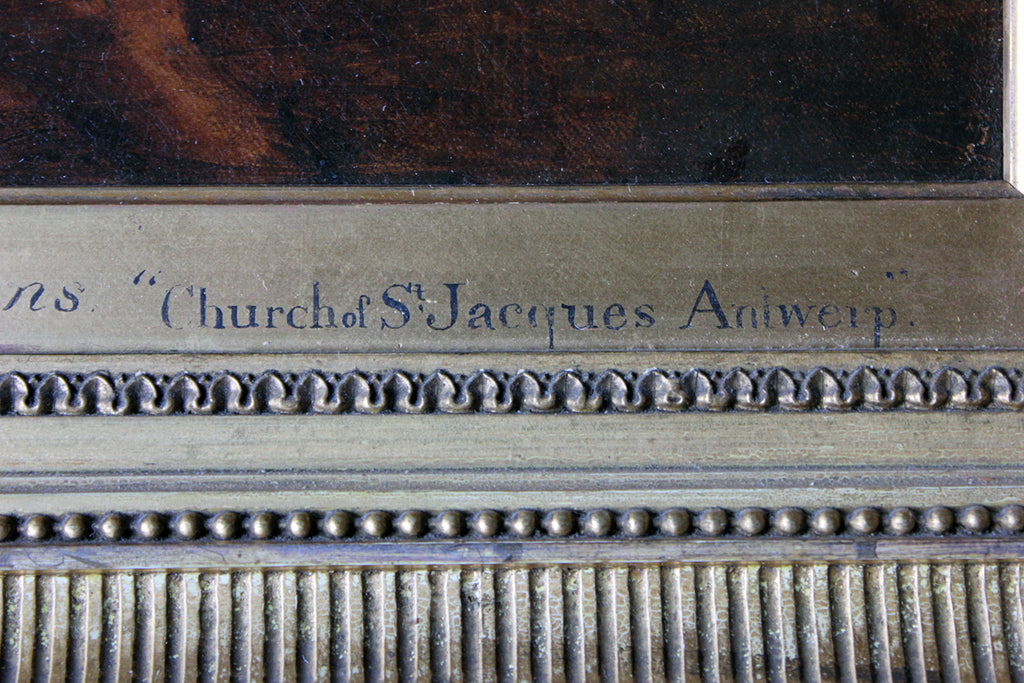 ns. "Church of St. Jacques Antwerp".